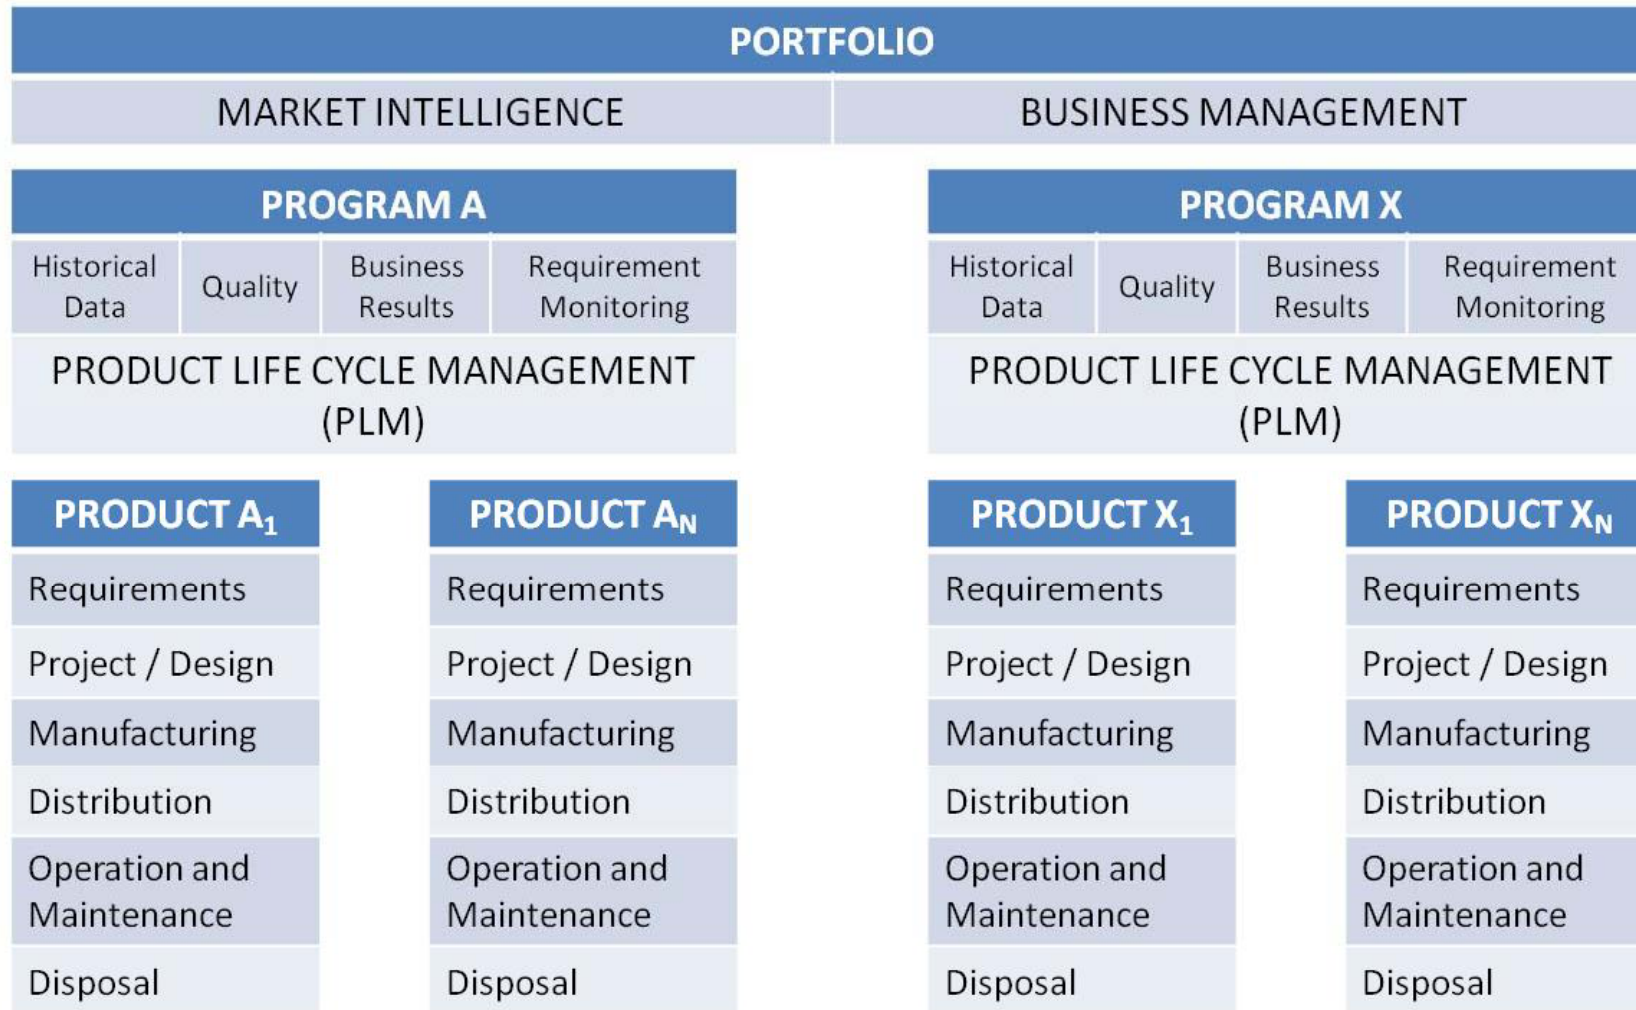 PORTFOLIO
MARKET INTELLIGENCE
BUSINESS MANAGEMENT
PROGRAM A
Historical
Data
Quality
Business
Results
Requirement
Monitoring
PRODUCT LIFE CYCLE MANAGEMENT
(PLM)
PROGRAM X
Historical
Data
Quality
Business
Results
Requirement
Monitoring
PRODUCT LIFE CYCLE MANAGEMENT
(PLM)
PRODUCT A₁
Requirements
Project / Design
Manufacturing
Distribution
Operation and
Maintenance
Disposal
PRODUCT A_N
Requirements
Project / Design
Manufacturing
Distribution
Operation and
Maintenance
Disposal
PRODUCT X₁
Requirements
Project / Design
Manufacturing
Distribution
Operation and
Maintenance
Disposal
PRODUCT X_N
Requirements
Project / Design
Manufacturing
Distribution
Operation and
Maintenance
Disposal